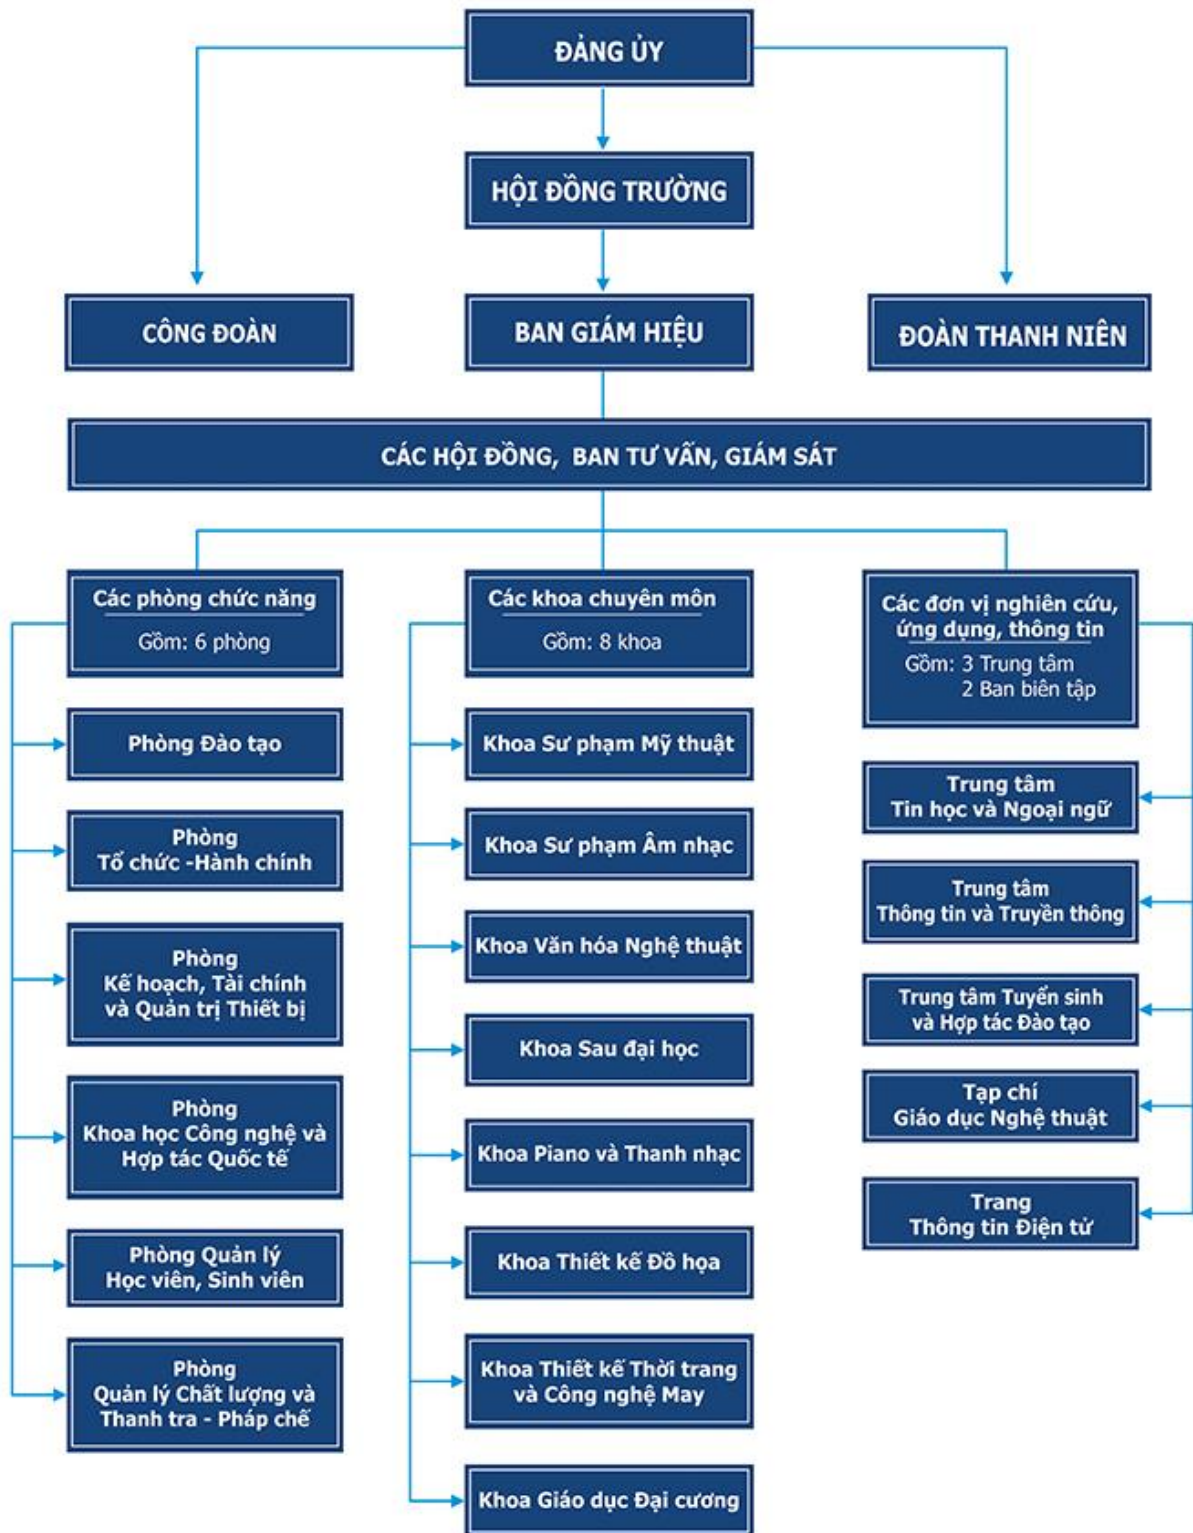 ĐẢNG ỦY
HỘI ĐỒNG TRƯỜNG
CÔNG ĐOÀN
BAN GIÁM HIỆU
ĐOÀN THANH NIÊN
CÁC HỘI ĐỒNG, BAN TƯ VẤN, GIÁM SÁT
Các phòng chức năng
Gồm: 6 phòng
Phòng Đào tạo
Phòng
Tổ chức -Hành chính
Phòng
Kế hoạch, Tài chính
và Quản trị Thiết bị
Phòng
Khoa học Công nghệ và
Hợp tác Quốc tế
Phòng Quản lý
Học viên, Sinh viên
Phòng
Quản lý Chất lượng và
Thanh tra - Pháp chế
Các khoa chuyên môn
Gồm: 8 khoa
Khoa Sư phạm Mỹ thuật
Khoa Sư phạm Âm nhạc
Khoa Văn hóa Nghệ thuật
Khoa Sau đại học
Khoa Piano và Thanh nhạc
Khoa Thiết kế Đồ họa
Khoa Thiết kế Thời trang
và Công nghệ May
Khoa Giáo dục Đại cương
Các đơn vị nghiên cứu,
ứng dụng, thông tin
Gồm: 3 Trung tâm
2 Ban biên tập
Trung tâm
Tin học và Ngoại ngữ
Trung tâm
Thông tin và Truyền thông
Trung tâm Tuyển sinh
và Hợp tác Đào tạo
Tạp chí
Giáo dục Nghệ thuật
Trang
Thông tin Điện tử